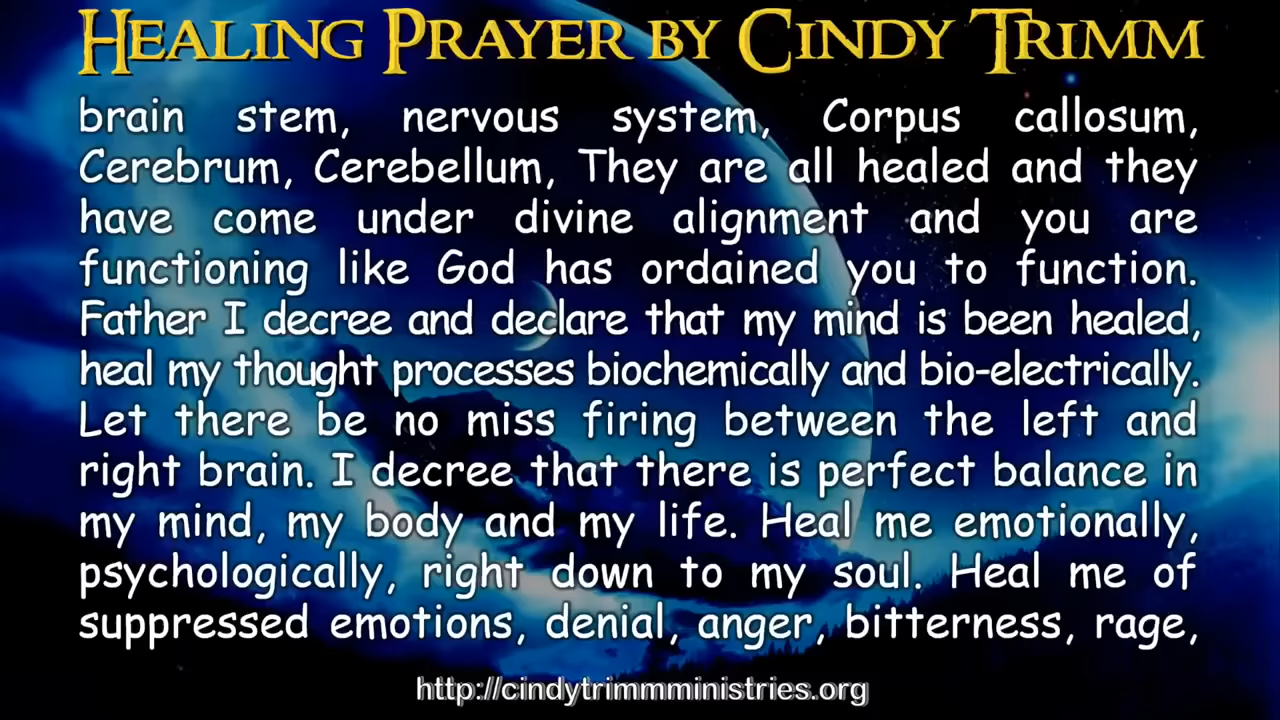 Healing Prayer by Cindy Trimm
brain stem, nervous system, Corpus callosum,
Cerebrum, Cerebellum, They are all healed and they
have come under divine alignment and you are
functioning like God has ordained you to function.
Father I decree and declare that my mind is been healed,
heal my thought processes biochemically and bio-electrically.
Let there be no miss firing between the left and
right brain. I decree that there is perfect balance in
my mind, my body and my life. Heal me emotionally,
psychologically, right down to my soul. Heal me of
suppressed emotions, denial, anger, bitterness, rage,
http://cindytrimmministries.org